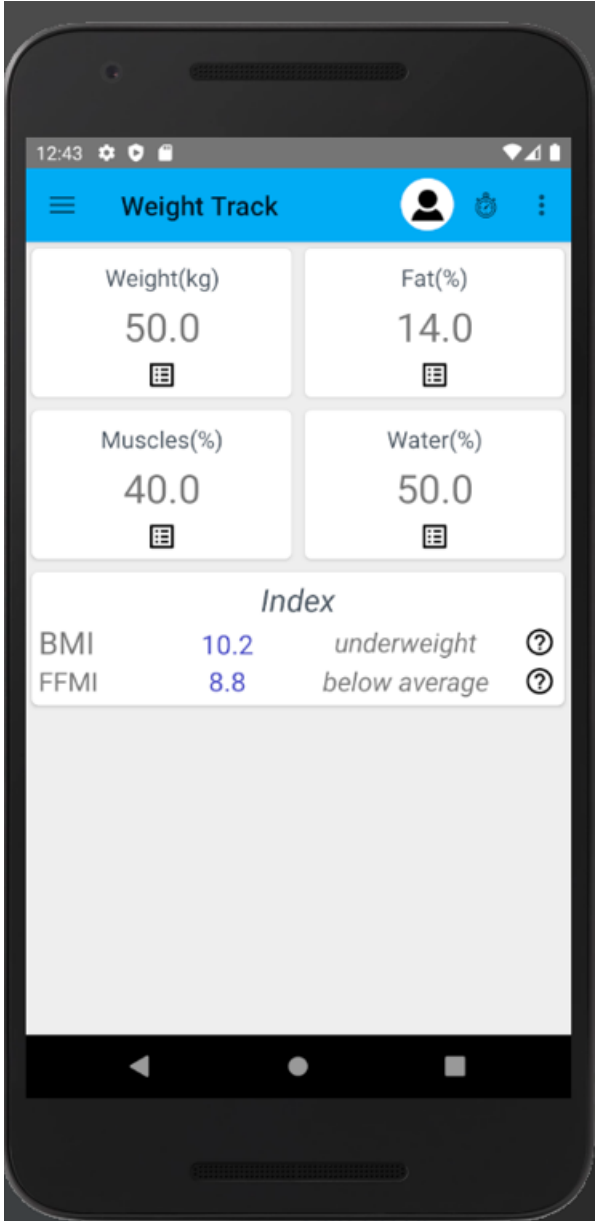 12:43
Weight Track
Weight(kg)
50.0
Fat(%)
14.0
Muscles(%)
40.0
Water(%)
50.0
Index
BMI 10.2 underweight ?
FFMI 8.8 below average ?